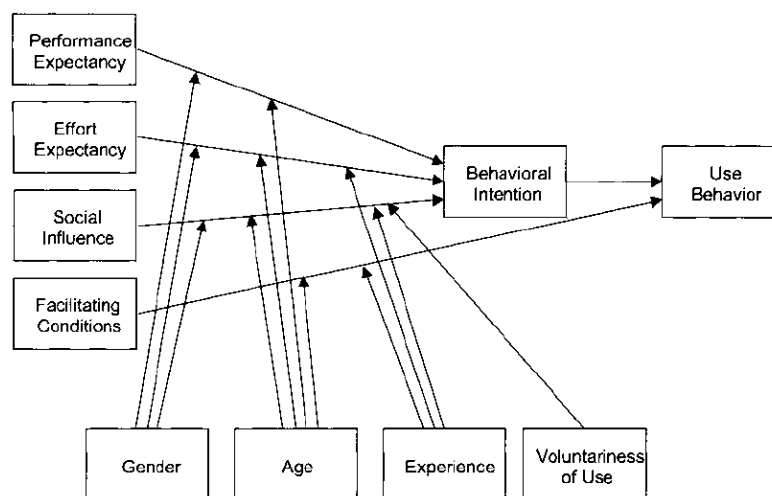 Performance
Expectancy
Effort
Expectancy
Social
Influence
Facilitating
Conditions
Behavioral
Intention
Use
Behavior
Gender
Age
Experience
Voluntariness
of Use